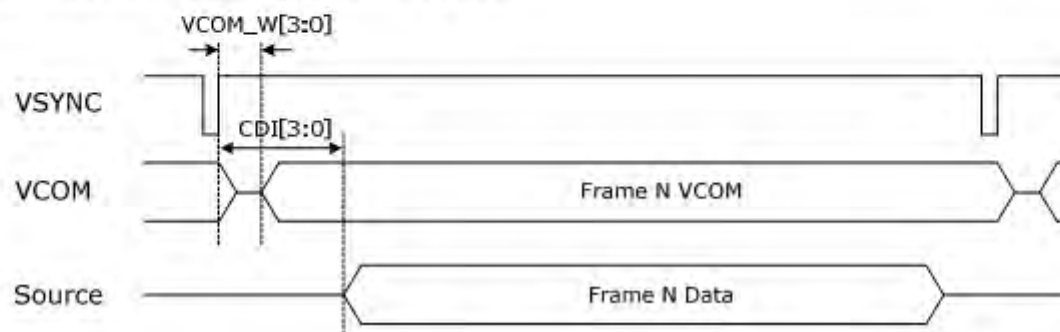 VCOM_W[3:0]
VSYNC
CDI[3:0]
VCOM
Frame N VCOM
Source
Frame N Data